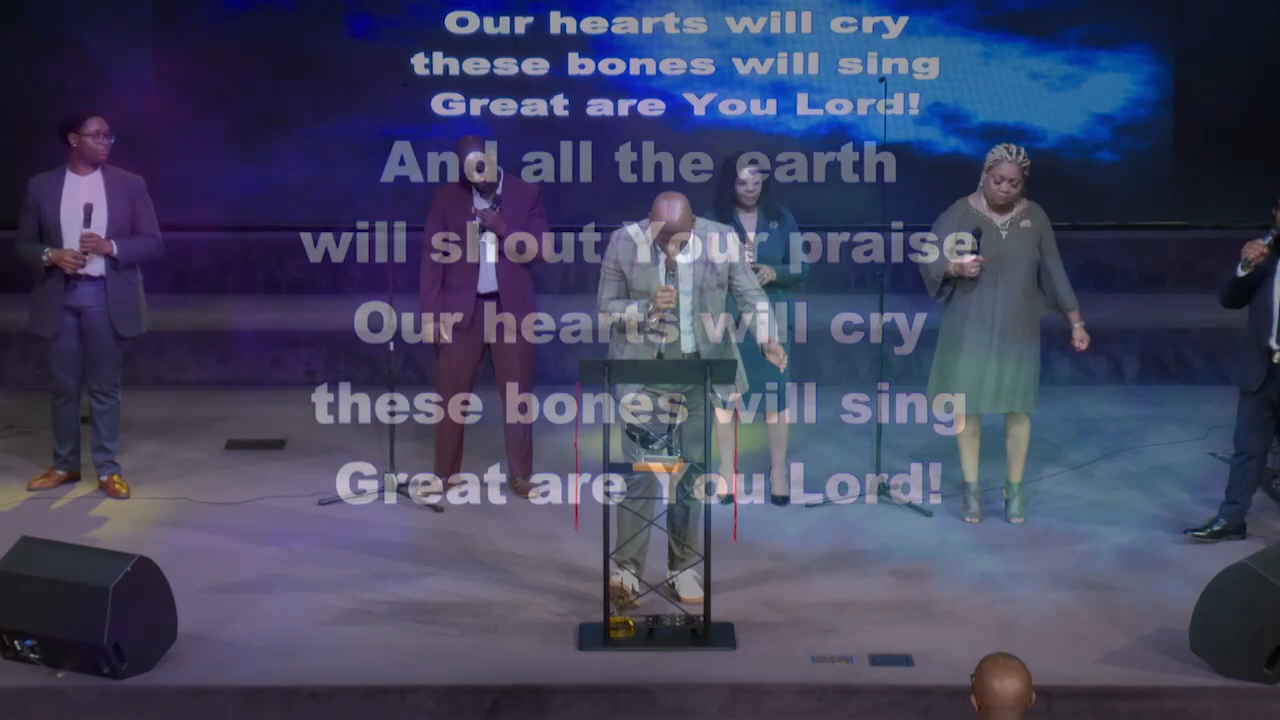 Our hearts will cry
these bones will sing
Great are You Lord!
And all the earth
will shout Your praise
Our hearts will cry
these bones will sing
Great are You Lord!